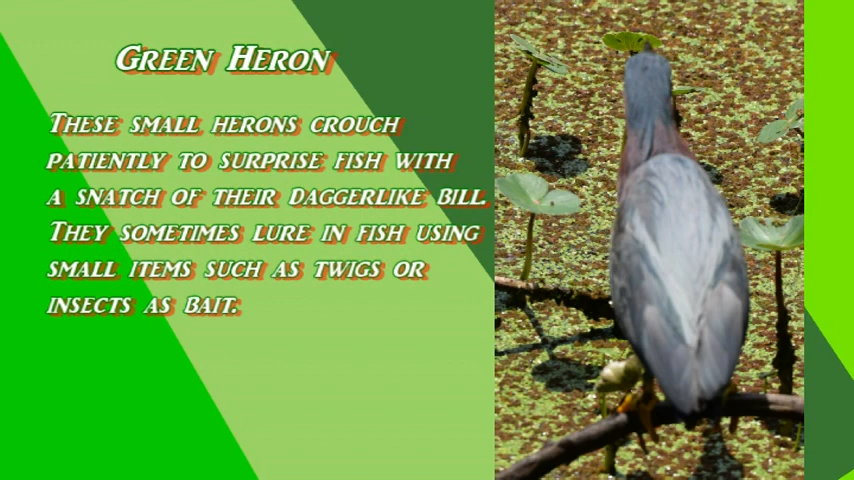 Green Heron
These small herons crouch
patiently to surprise fish with
a snatch of their daggerlike bill.
They sometimes lure in fish using
small items such as twigs or
insects as bait.